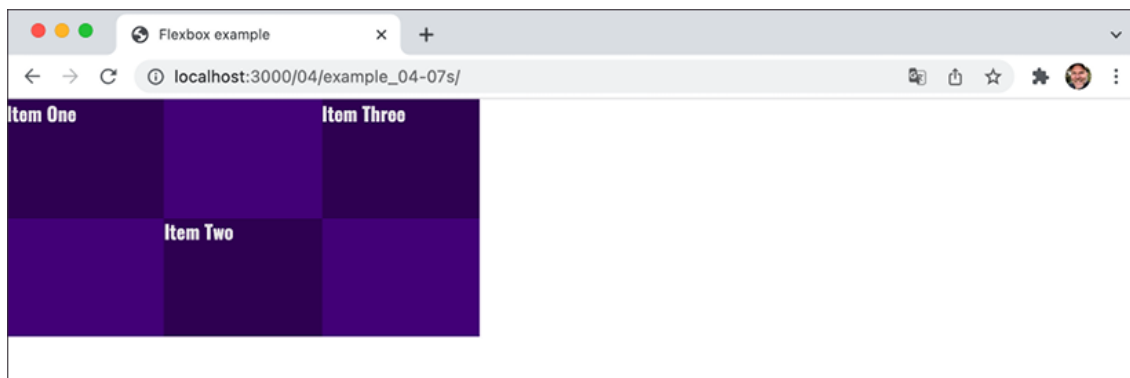 Flexbox example
localhost:3000/04/example_04-07s/
Item One
Item Three
Item Two